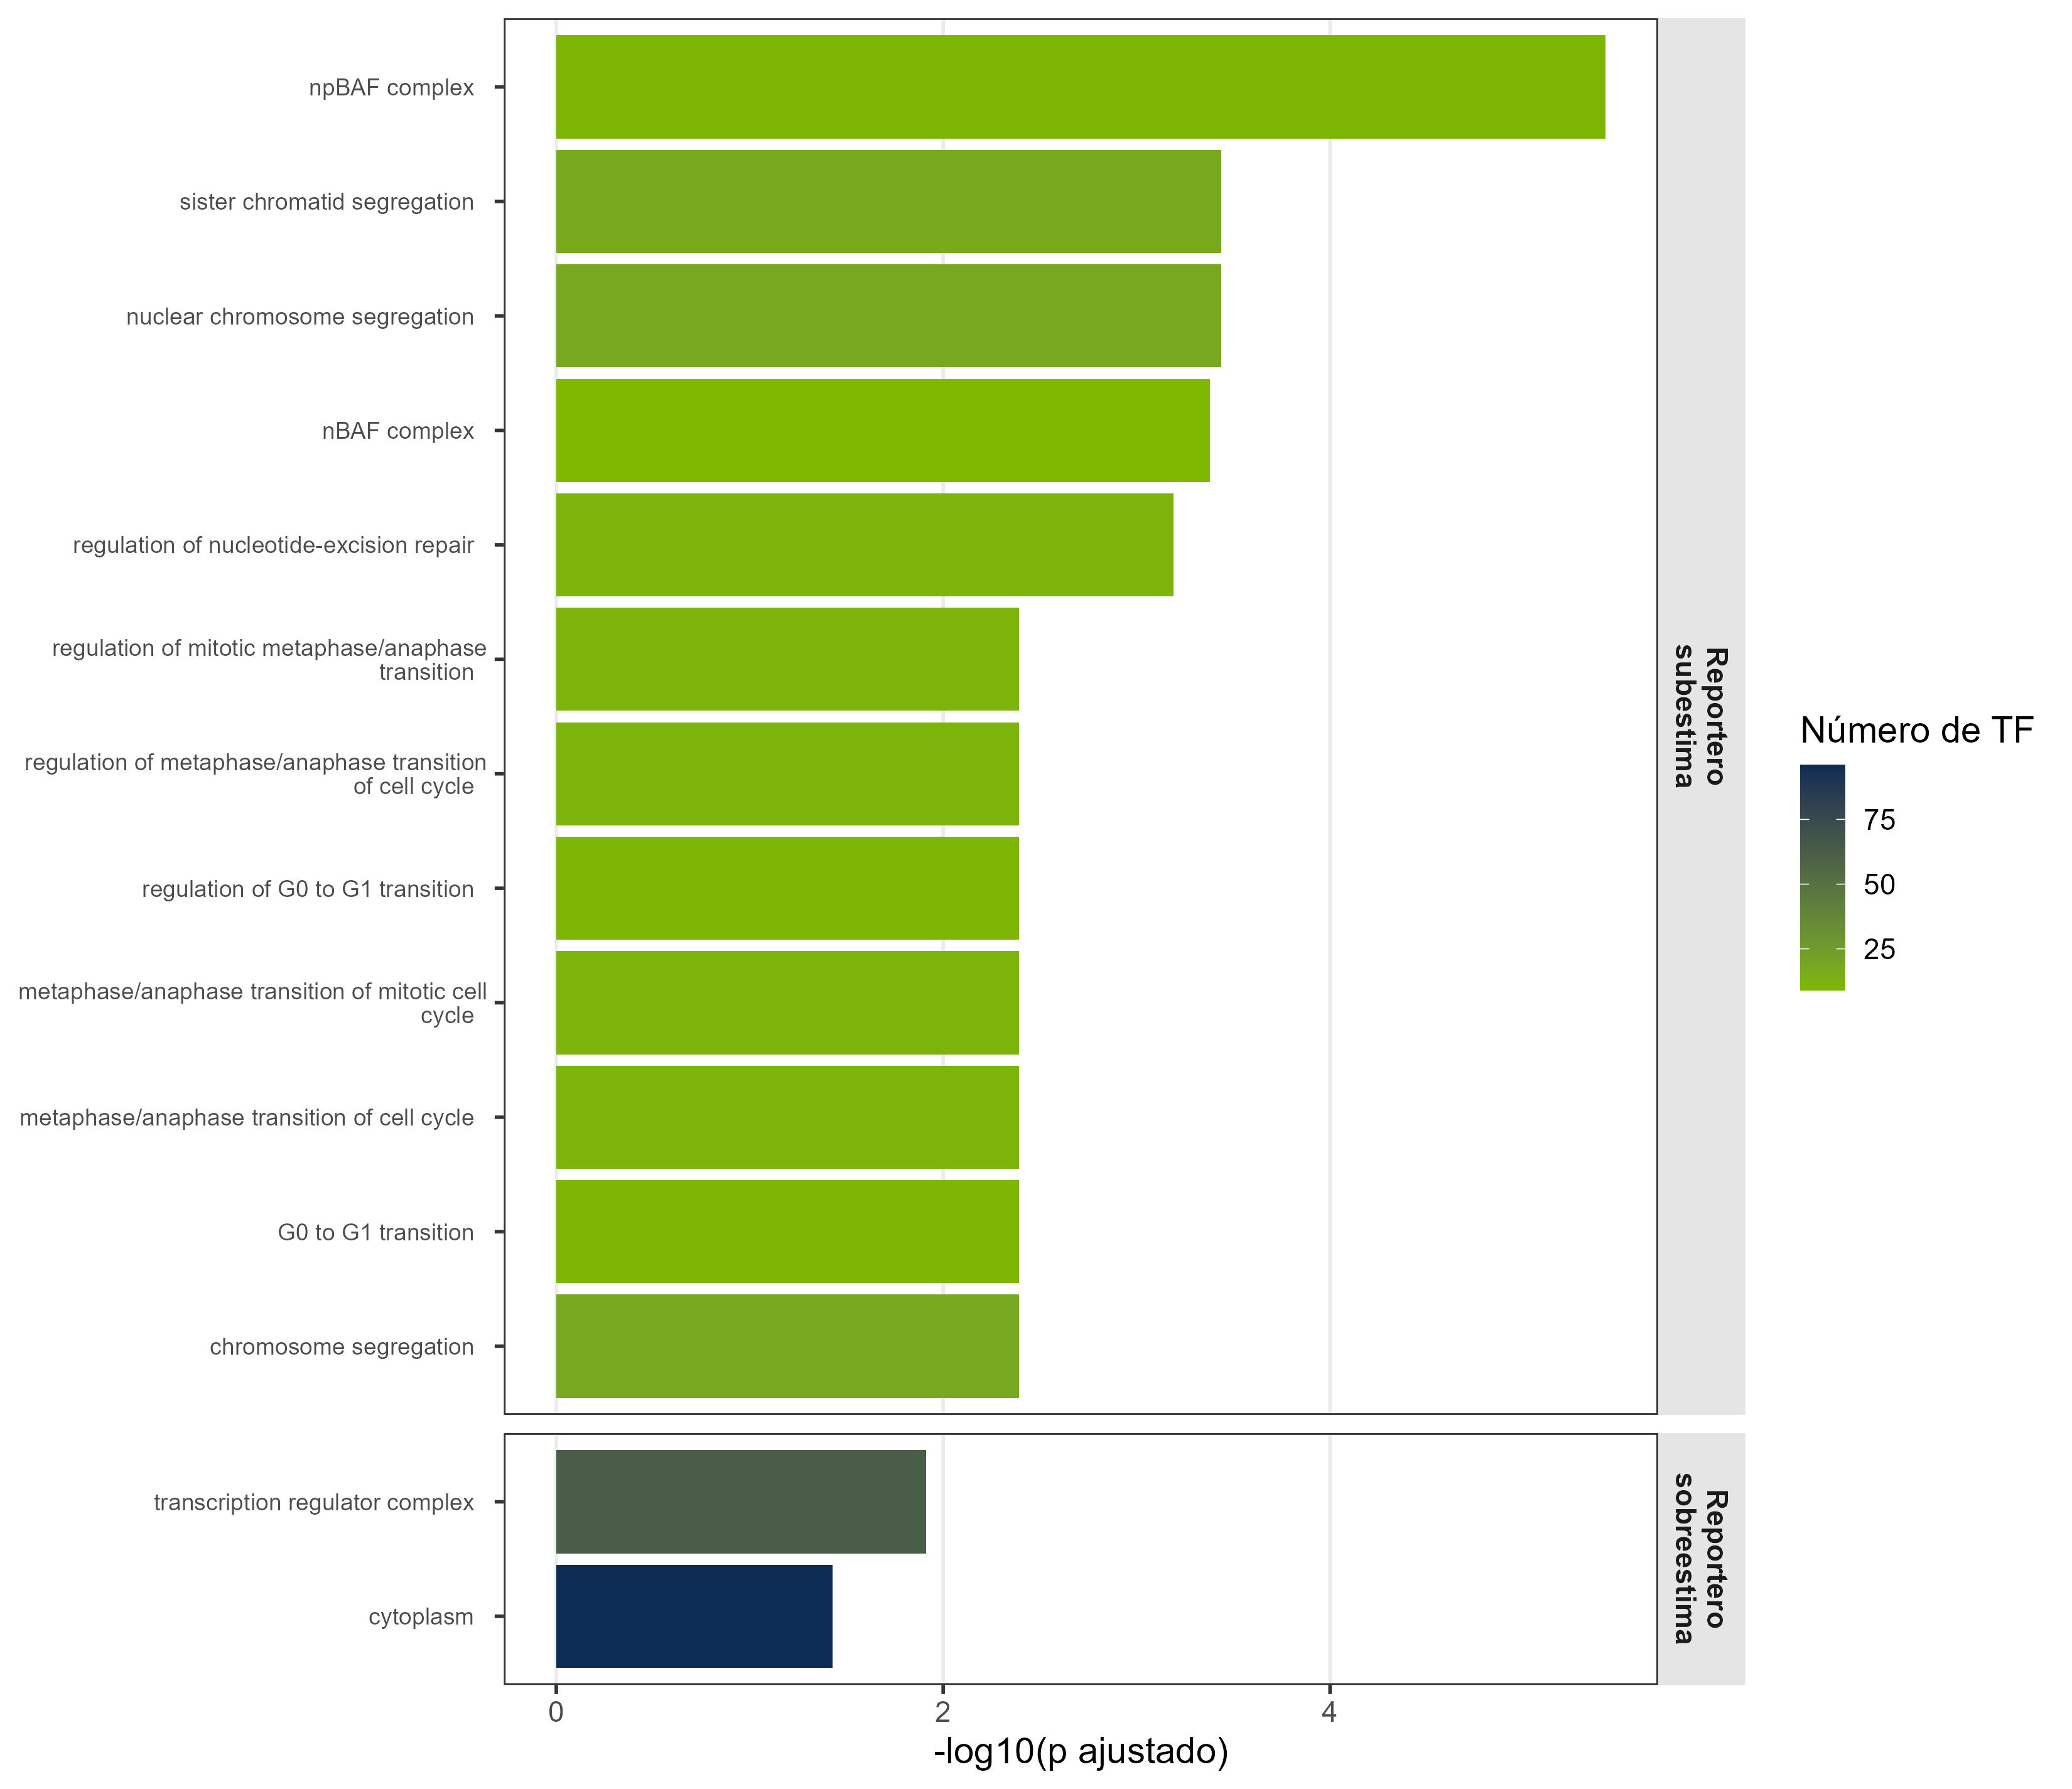 npBAF complex
sister chromatid segregation
nuclear chromosome segregation
nBAF complex
regulation of nucleotide-excision repair
regulation of mitotic metaphase/anaphase
transition
regulation of metaphase/anaphase transition
of cell cycle
regulation of G0 to G1 transition
metaphase/anaphase transition of mitotic cell
cycle
metaphase/anaphase transition of cell cycle
G0 to G1 transition
chromosome segregation
Reportero
subestima
transcription regulator complex
cytoplasm
Reportero
sobreestima
0
2
4
-log10(p ajustado)
Número de TF
75
50
25